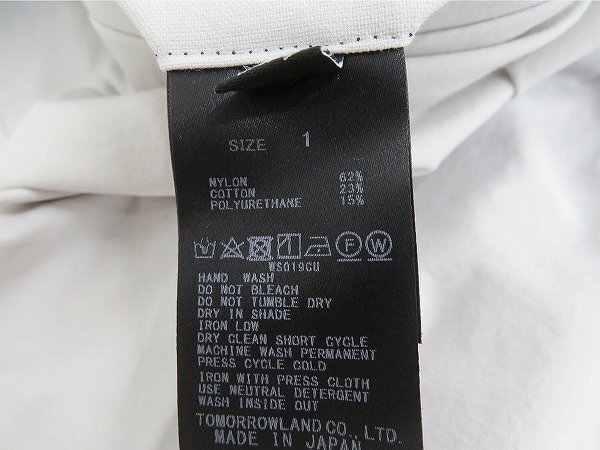 SIZE 1
NYLON 62%
COTTON 23%
POLYURETHANE 15%
F W
WS019CU
HAND WASH
DO NOT BLEACH
DO NOT TUMBLE DRY
DRY IN SHADE
IRON LOW
DRY CLEAN SHORT CYCLE
MACHINE WASH PERMANENT
PRESS CYCLE COLD
IRON WITH PRESS CLOTH
USE NEUTRAL DETERGENT
WASH INSIDE OUT
TOMORROWLAND CO., LTD.
MADE IN JAPAN